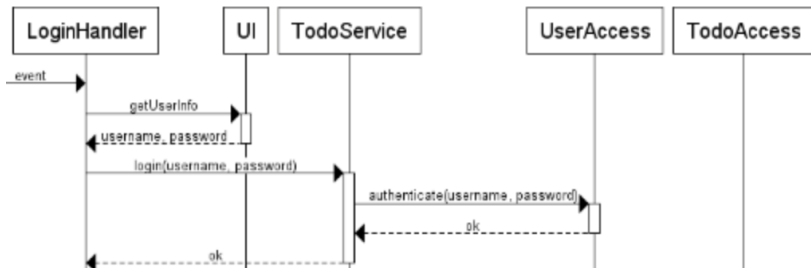 LoginHandler
UI
TodoService
UserAccess
TodoAccess
event
getUserInfo
username, password
login(username, password)
authenticate(username, password)
ok
ok